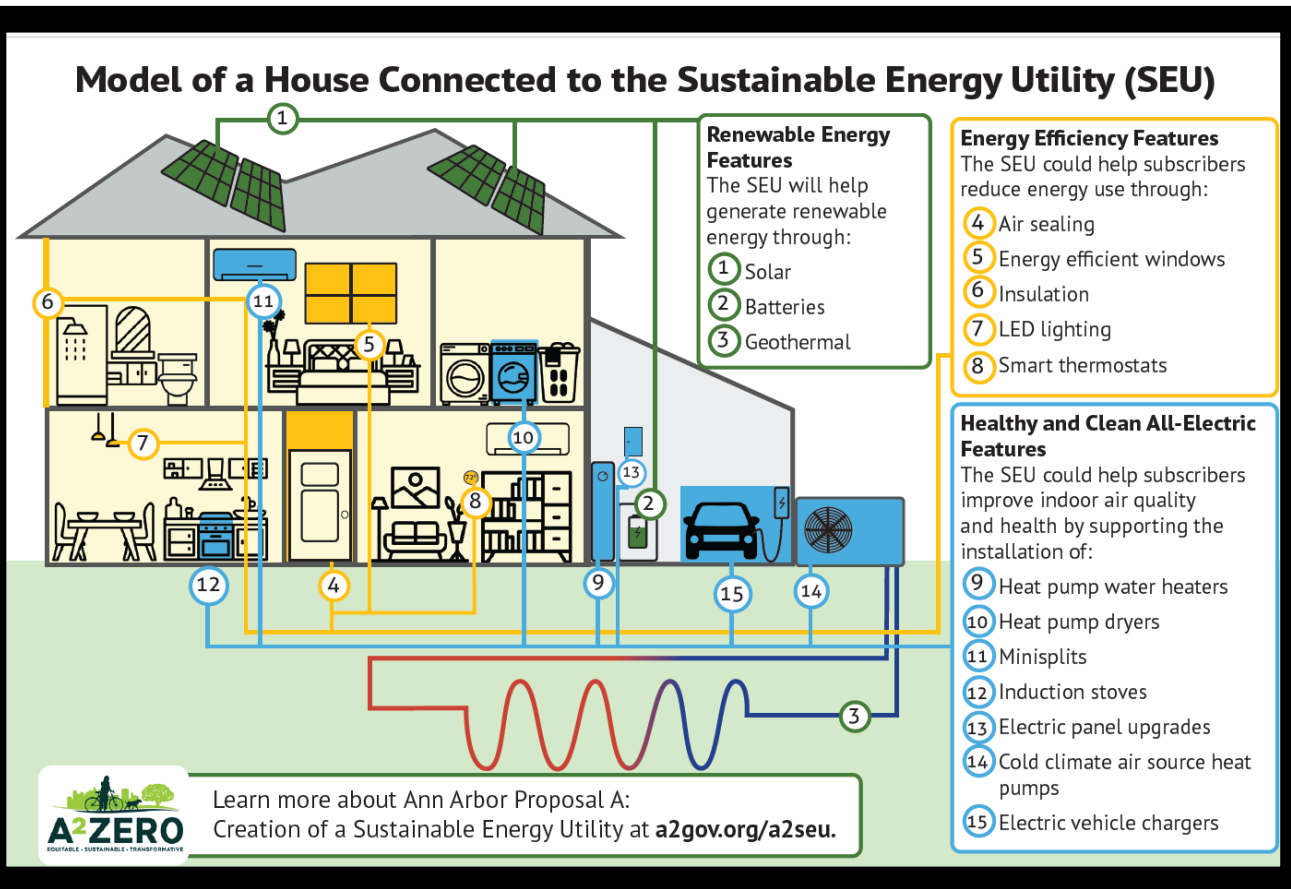 Model of a House Connected to the Sustainable Energy Utility (SEU)
1
Renewable Energy
Features
The SEU will help
generate renewable
energy through:
1 Solar
2 Batteries
3 Geothermal
Energy Efficiency Features
The SEU could help subscribers
reduce energy use through:
4 Air sealing
5 Energy efficient windows
6 Insulation
7 LED lighting
8 Smart thermostats
6
11
5
7
10
72°
8
13
2
12
4
9
15
14
3
Healthy and Clean All-Electric
Features
The SEU could help subscribers
improve indoor air quality
and health by supporting the
installation of:
9 Heat pump water heaters
10 Heat pump dryers
11 Minisplits
12 Induction stoves
13 Electric panel upgrades
14 Cold climate air source heat
pumps
15 Electric vehicle chargers
A2ZERO
EQUITABLE • SUSTAINABLE • TRANSFORMATIVE
Learn more about Ann Arbor Proposal A:
Creation of a Sustainable Energy Utility at a2gov.org/a2seu.